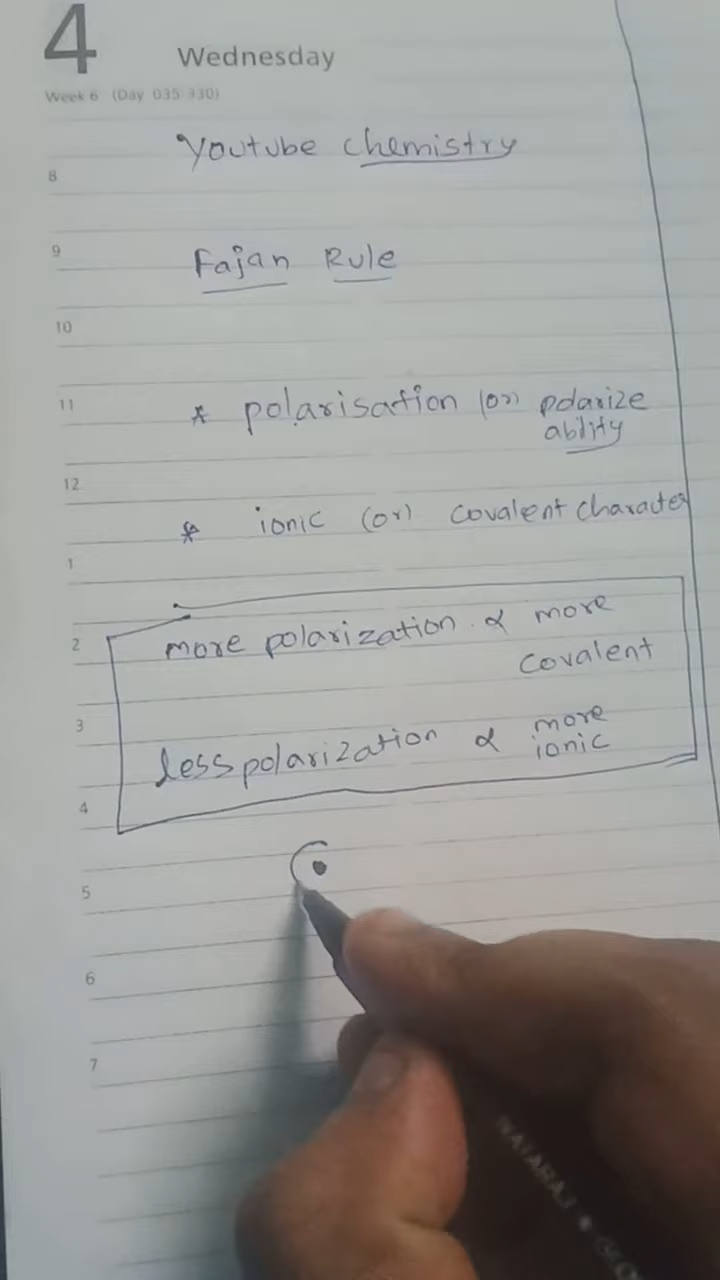 4
Wednesday
Week 6 (Day 035-330)
Youtube chemistry
8
9
Fajan Rule
10
11
* polarisation (or) polarize
ability
12
* ionic (or) covalent character
1
2
more polarization ∝ more
covalent
3
less polarization ∝ more
ionic
4
5
6
7
NATARAJ